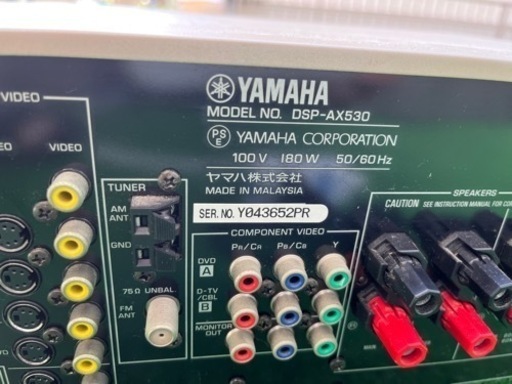 YAMAHA
MODEL NO. DSP-AX530
PS
E
YAMAHA CORPORATION
100 V 180 W 50/60Hz
ヤマハ株式会社
MADE IN MALAYSIA
SER. NO. Y043652PR
VIDEO
VIDEO
TUNER
AM
ANT
GND
75Ω UNBAL.
FM
ANT
COMPONENT VIDEO
PR/CR PB/CB Y
DVD
A
D-TV
/CBL
B
MONITOR
OUT
SPEAKERS
CAUTION SEE INSTRUCTION MANUAL FOR